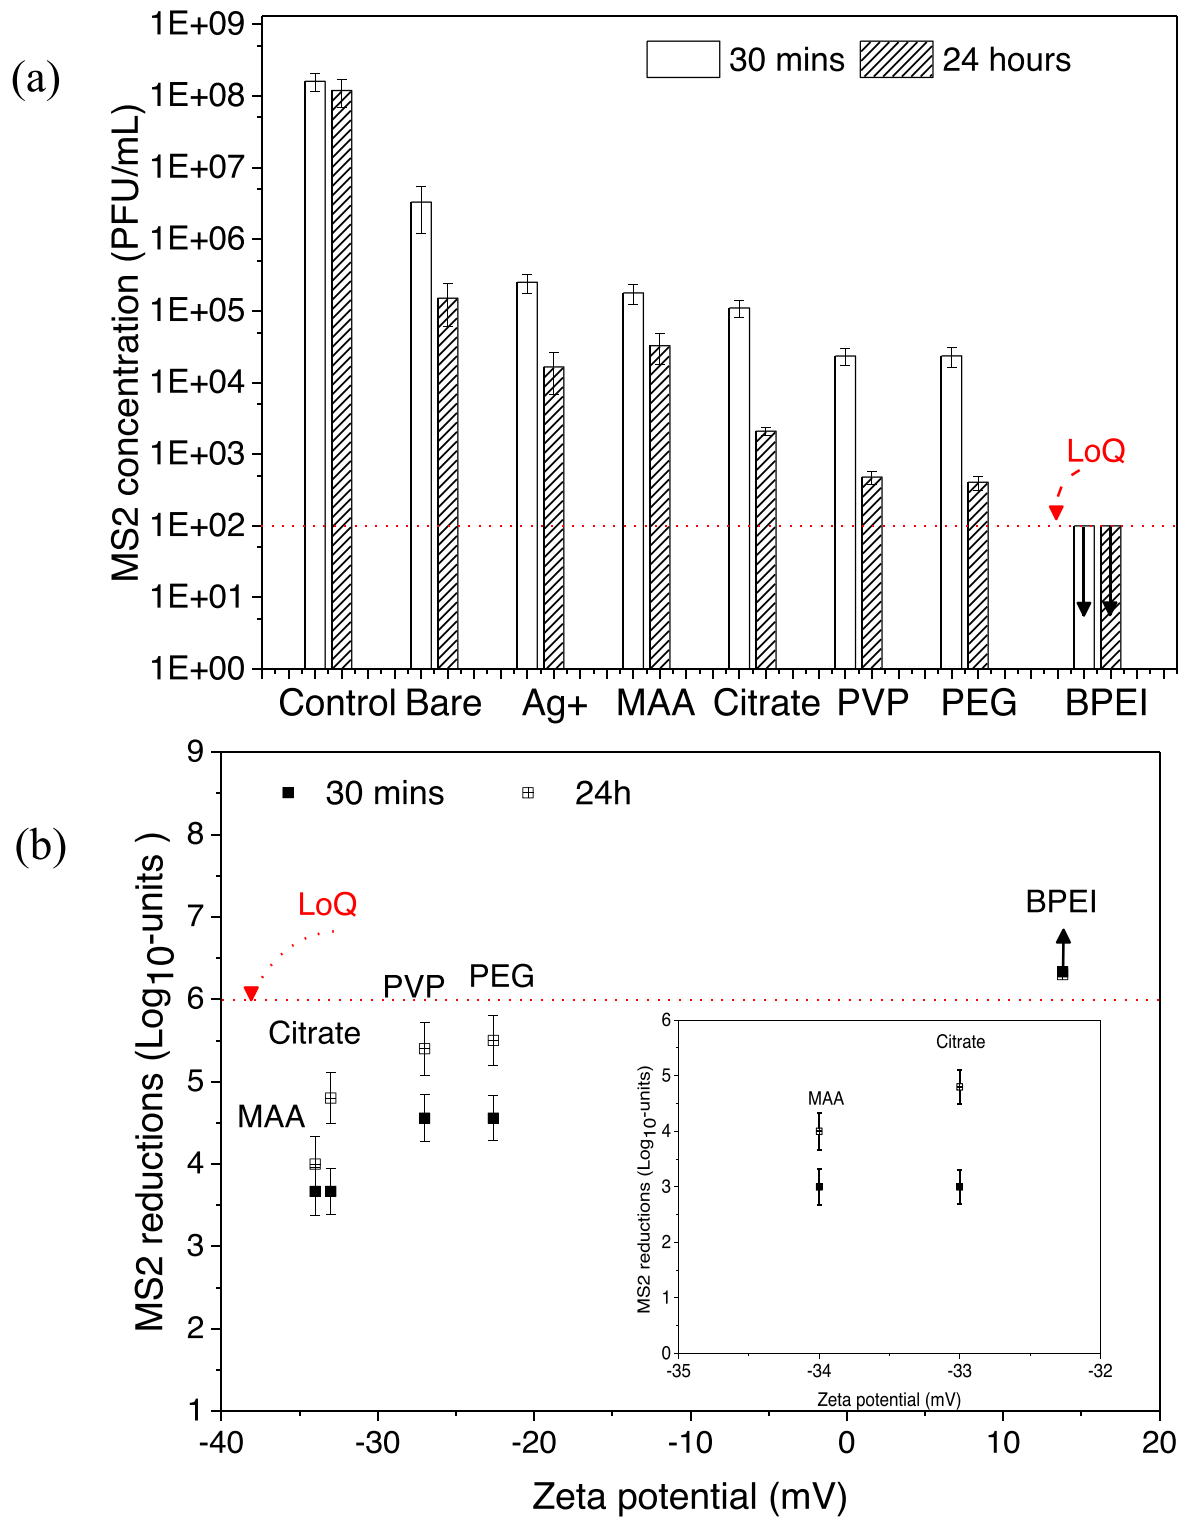 (a)
MS2 concentration (PFU/mL)
1E+09
1E+08
1E+07
1E+06
1E+05
1E+04
1E+03
1E+02
1E+01
1E+00
30 mins
24 hours
LoQ
Control
Bare
Ag+
MAA
Citrate
PVP
PEG
BPEI
(b)
MS2 reductions (Log10-units )
9
8
7
6
5
4
3
2
1
30 mins
24h
LoQ
BPEI
PVP
PEG
Citrate
MAA
MS2 reductions (Log10-units)
6
5
4
3
2
1
0
Citrate
MAA
-35
-34
-33
-32
Zeta potential (mV)
-40
-30
-20
-10
0
10
20
Zeta potential (mV)